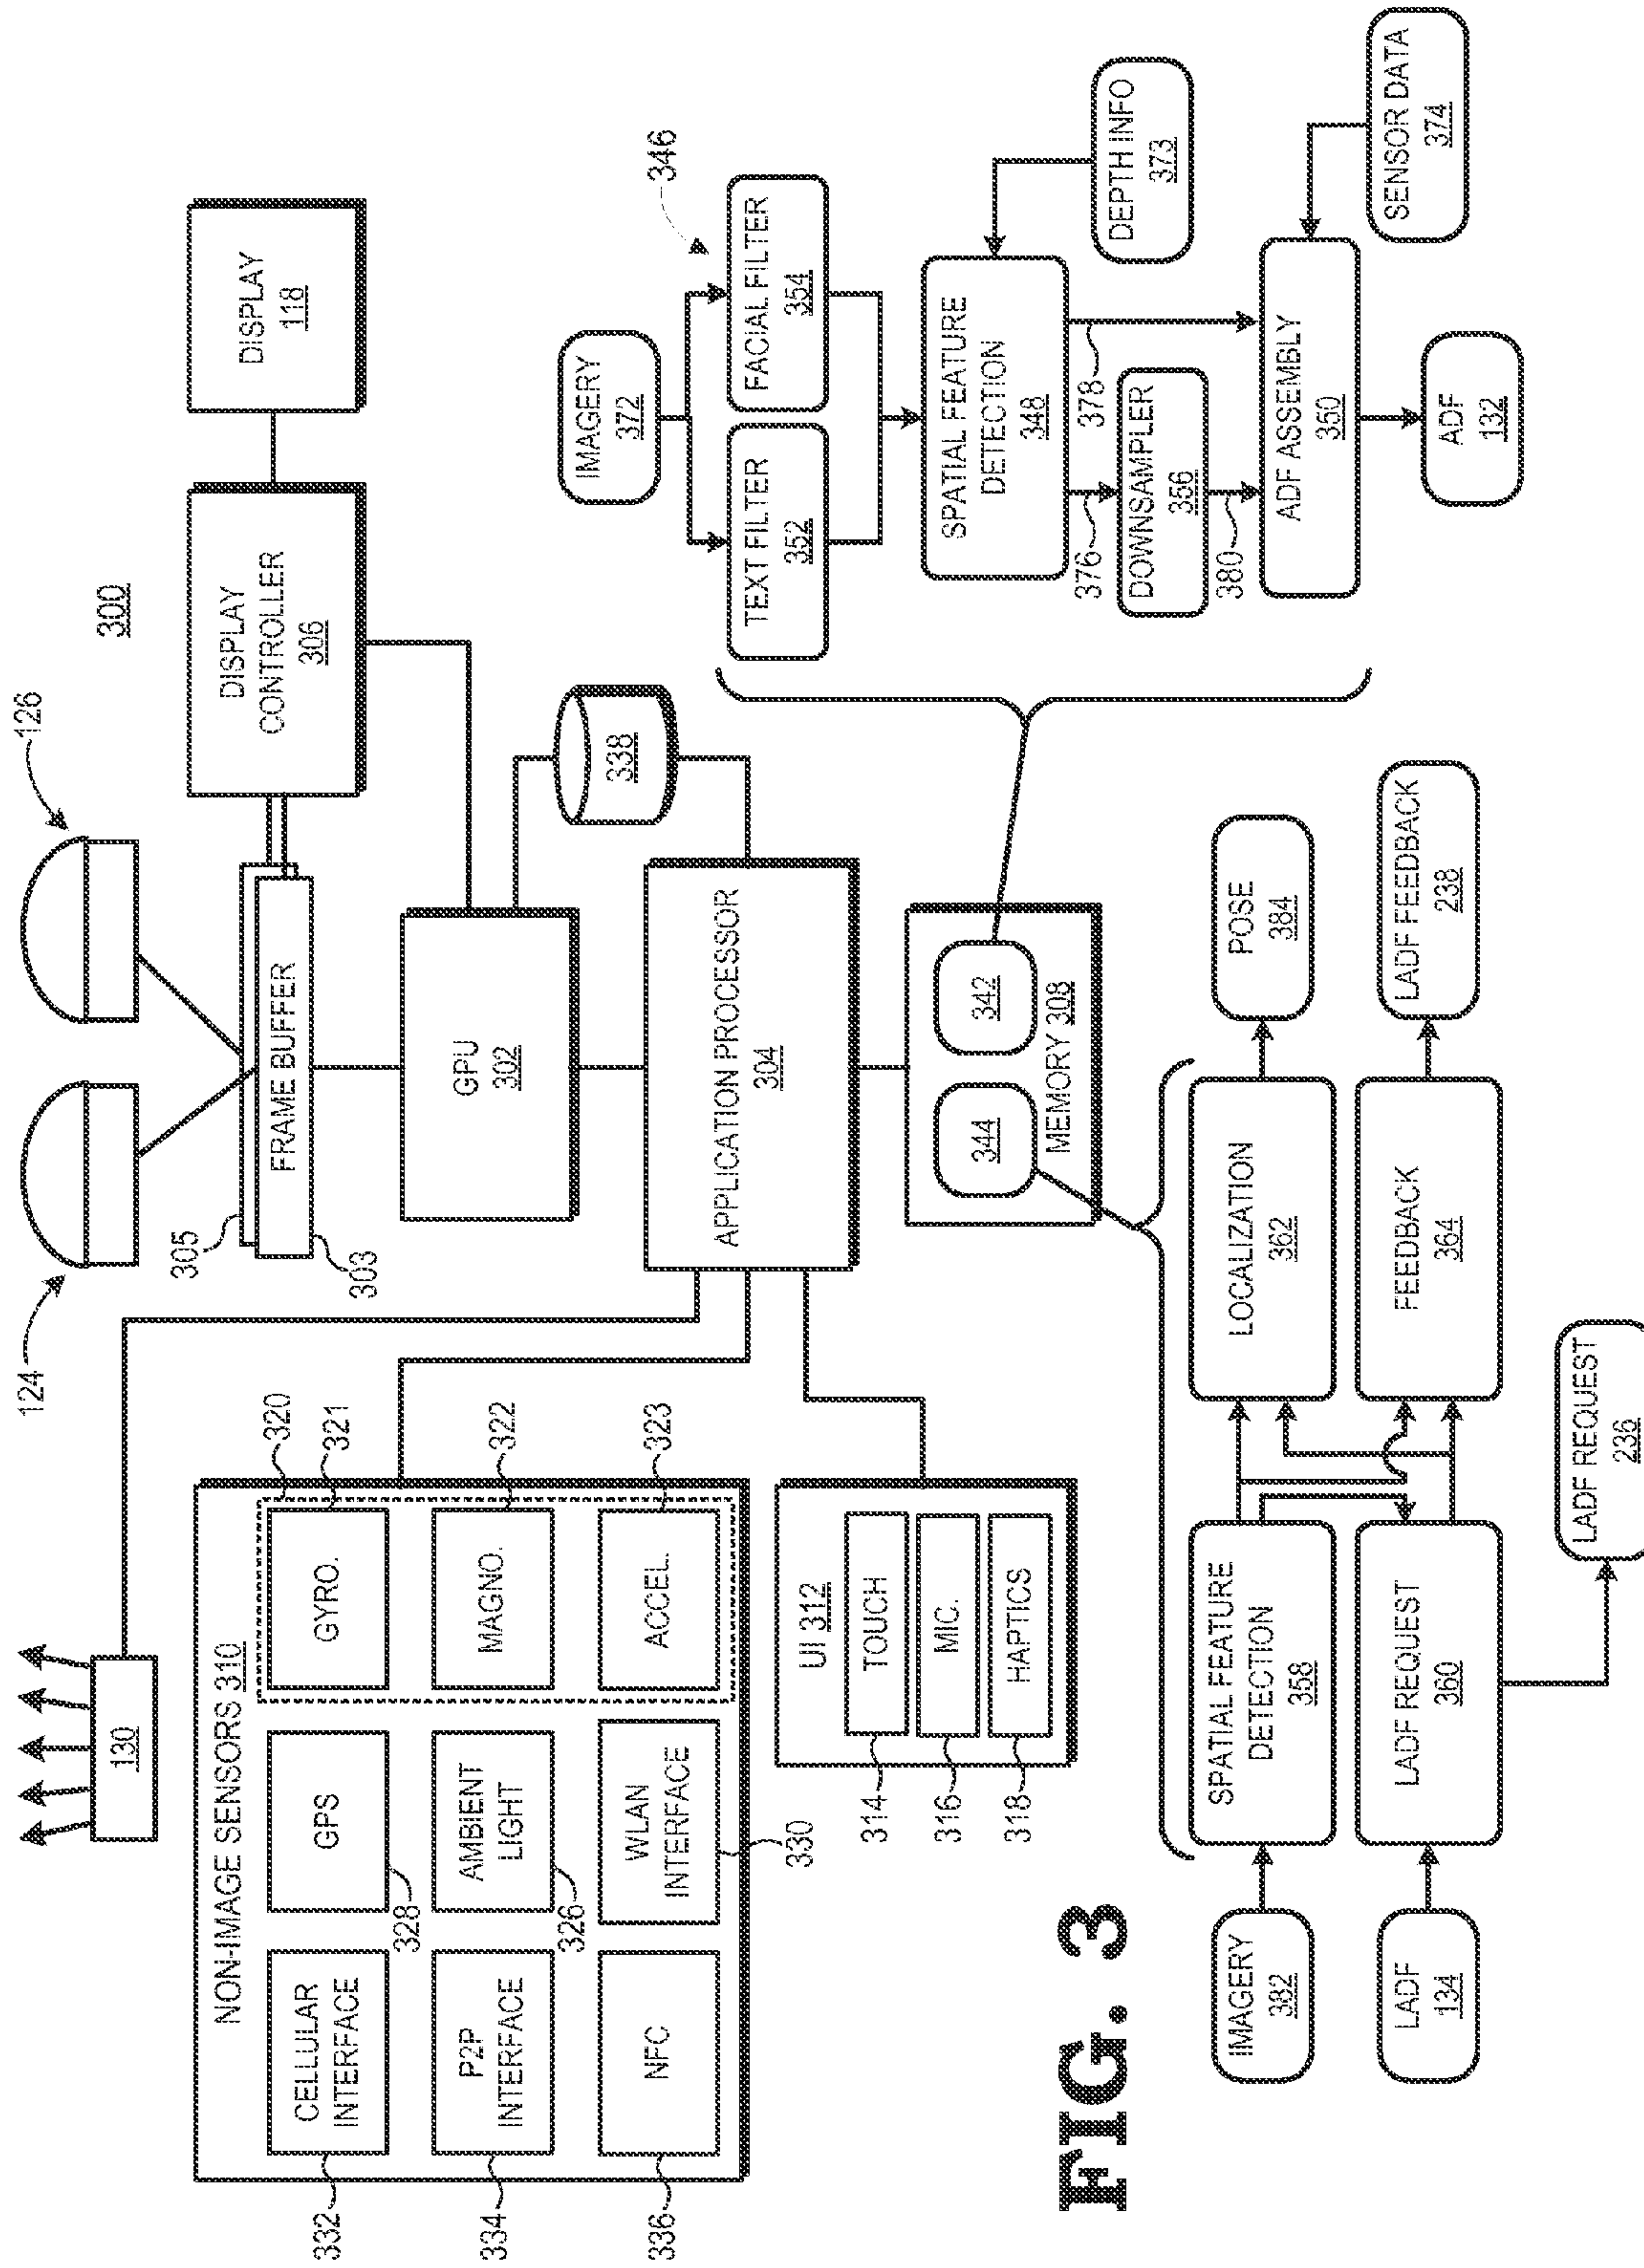 300
124
126
130
305
303
FRAME BUFFER
DISPLAY
CONTROLLER
306
DISPLAY
118
GPU
302
338
APPLICATION PROCESSOR
304
342
344
MEMORY 308
NON-IMAGE SENSORS 310
CELLULAR
INTERFACE
332
GPS
328
GYRO.
320
321
P2P
INTERFACE
334
AMBIENT
LIGHT
326
MAGNO.
322
NFC
336
WLAN
INTERFACE
330
ACCEL.
323
UI 312
TOUCH
314
MIC.
316
HAPTICS
318
IMAGERY
372
346
TEXT FILTER
352
FACIAL FILTER
354
SPATIAL FEATURE
DETECTION
348
DEPTH INFO
373
376
378
DOWNSAMPLER
356
380
ADF ASSEMBLY
360
SENSOR DATA
374
ADF
132
IMAGERY
382
SPATIAL FEATURE
DETECTION
358
LOCALIZATION
362
POSE
384
LADF
134
LADF REQUEST
360
FEEDBACK
364
LADF FEEDBACK
238
LADF REQUEST
236
FIG. 3